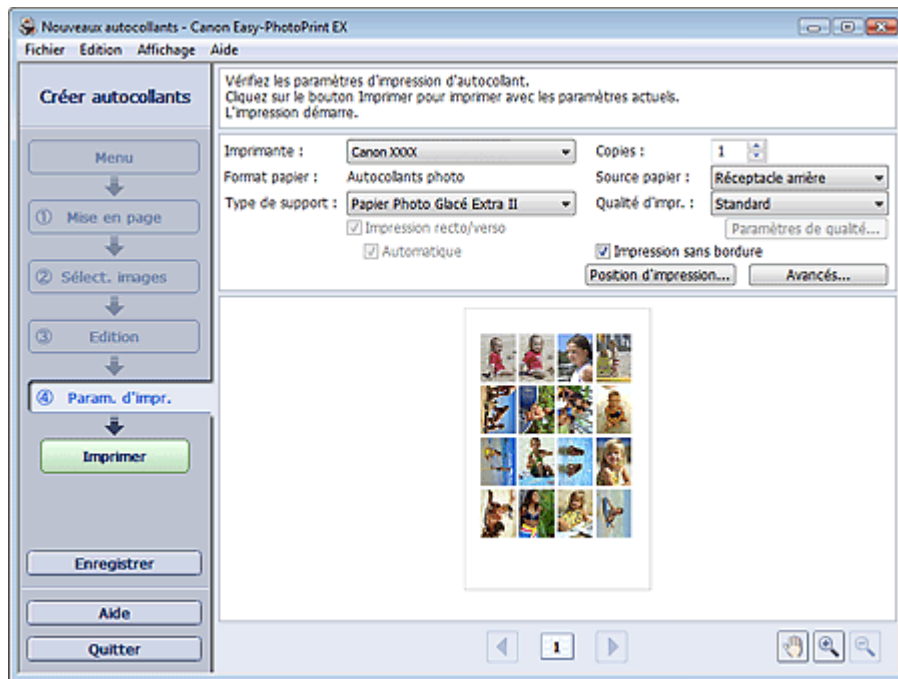 Nouveaux autocollants - Canon Easy-PhotoPrint EX
Fichier Edition Affichage Aide
Créer autocollants
Menu
① Mise en page
② Sélect. images
③ Edition
④ Param. d'impr.
Imprimer
Enregistrer
Aide
Quitter
Vérifiez les paramètres d'impression d'autocollant.
Cliquez sur le bouton Imprimer pour imprimer avec les paramètres actuels.
L'impression démarre.
Imprimante : Canon XXXX
Copies : 1
Format papier : Autocollants photo
Source papier : Réceptacle arrière
Type de support : Papier Photo Glacé Extra II
Qualité d'impr. : Standard
Impression recto/verso
Paramètres de qualité...
Automatique
Impression sans bordure
Position d'impression... Avancés...
1